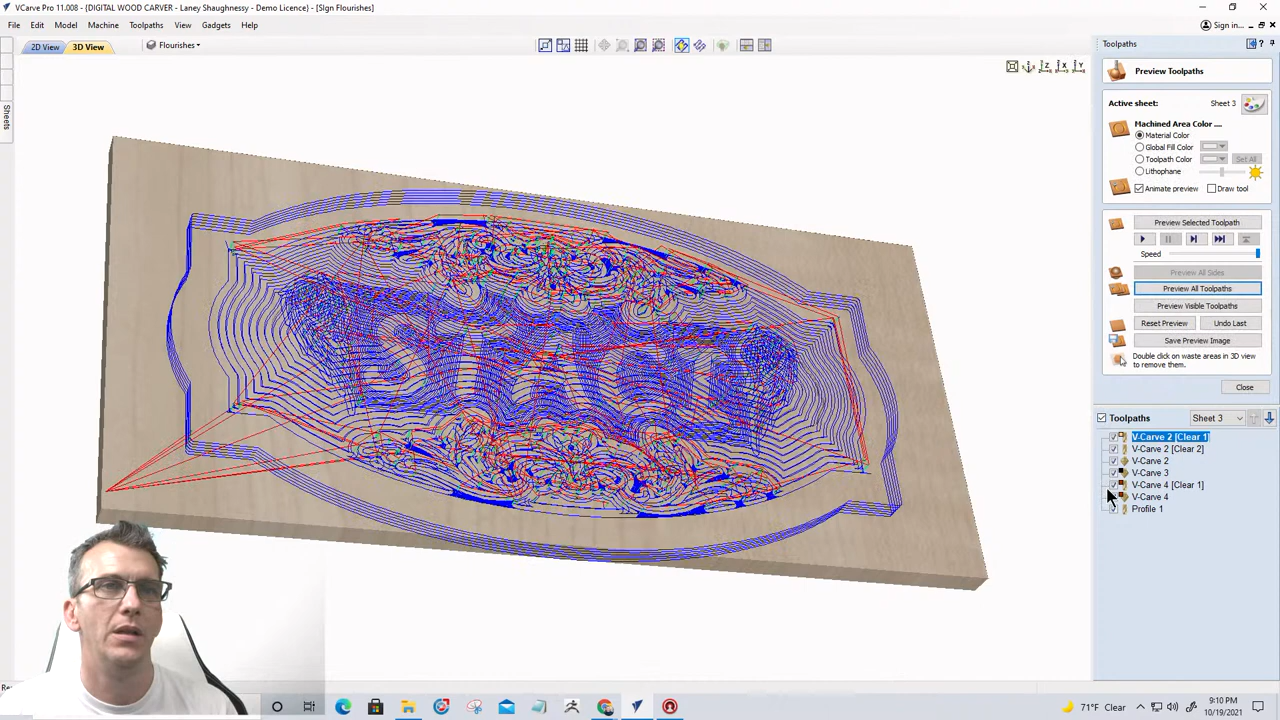 VCarve Pro 11.008 - {DIGITAL WOOD CARVER - Laney Shaughnessy - Demo Licence} - [SIgn Flourishes]
File Edit Model Machine Toolpaths View Gadgets Help
Sign in...
2D View 3D View Flourishes
Sheets
Z X Y
Toolpaths
Preview Toolpaths
Active sheet: Sheet 3
Machined Area Color ....
Material Color
Global Fill Color
Toolpath Color Set All
Lithophane
Animate preview Draw tool
Preview Selected Toolpath
Speed
Preview All Sides
Preview All Toolpaths
Preview Visible Toolpaths
Reset Preview Undo Last
Save Preview Image
Double click on waste areas in 3D view
to remove them.
Close
Toolpaths Sheet 3
V-Carve 2 [Clear 1]
V-Carve 2 [Clear 2]
V-Carve 2
V-Carve 3
V-Carve 4 [Clear 1]
V-Carve 4
Profile 1
71°F Clear
9:10 PM
10/19/2021